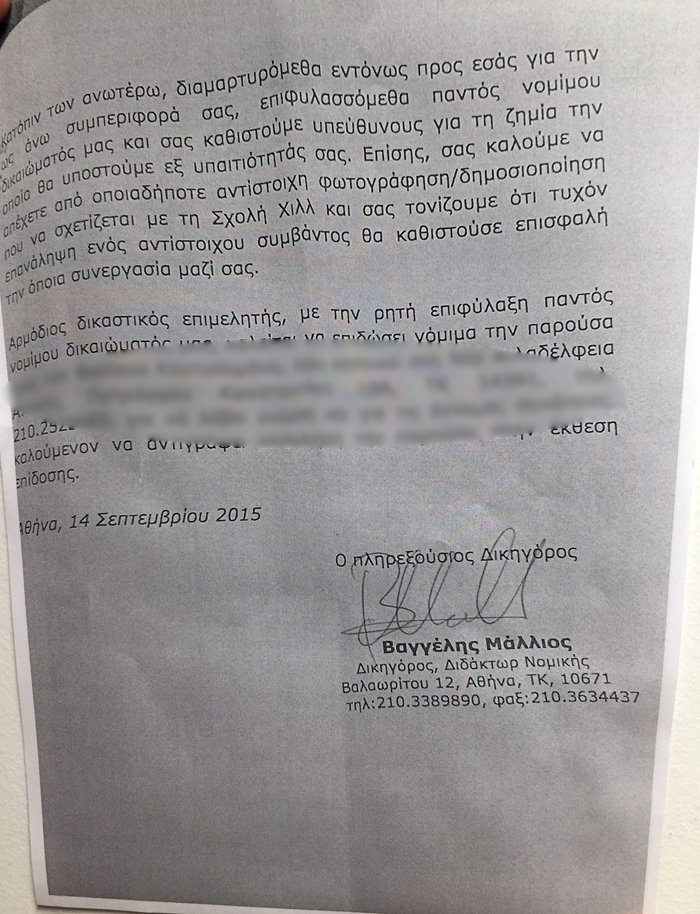 Κατόπιν των ανωτέρω, διαμαρτυρόμεθα εντόνως προς εσάς για την
ως άνω συμπεριφορά σας, επιφυλασσόμεθα παντός νομίμου
δικαιώματός μας και σας καθιστούμε υπεύθυνους για τη ζημία την
οποία θα υποστούμε εξ υπαιτιότητάς σας. Επίσης, σας καλούμε να
απέχετε από οποιαδήποτε αντίστοιχη φωτογράφηση/δημοσιοποίηση
που να σχετίζεται με τη Σχολή Χιλλ και σας τονίζουμε ότι τυχόν
επανάληψη ενός αντίστοιχου συμβάντος θα καθιστούσε επισφαλή
την όποια συνεργασία μαζί σας.
Αρμόδιος δικαστικός επιμελητής, με την ρητή επιφύλαξη παντός
νομίμου δικαιώματός να επιδώσει νόμιμα την παρούσα
Α.
210.252
καλούμενον να έκθεση
επίδοσης.
Αθήνα, 14 Σεπτεμβρίου 2015
Ο πληρεξούσιος Δικηγόρος
Βαγγέλης Μάλλιος
Δικηγόρος, Διδάκτωρ Νομικής
Βαλαωρίτου 12, Αθήνα, ΤΚ, 10671
τηλ:210.3389890, φαξ:210.3634437